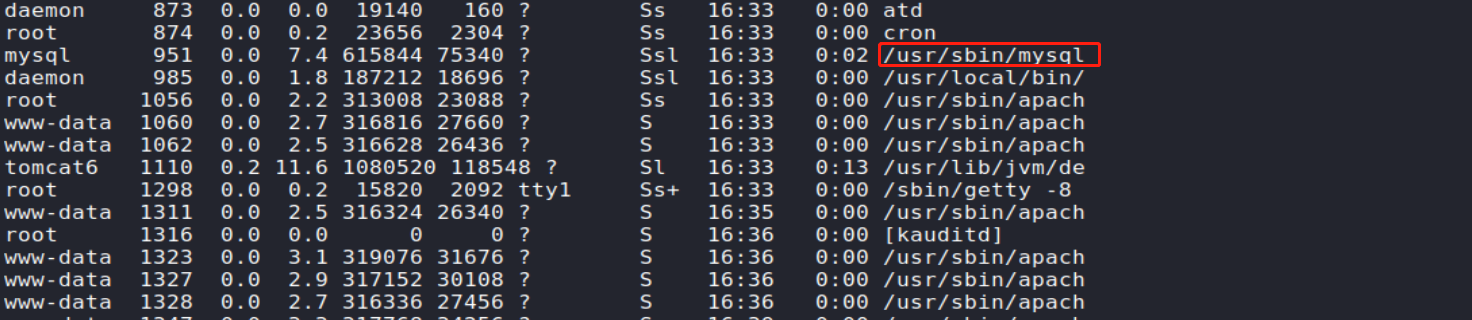 daemon 873 0.0 0.0 19140 160 ? Ss 16:33 0:00 atd
root 874 0.0 0.2 23656 2304 ? Ss 16:33 0:00 cron
mysql 951 0.0 7.4 615844 75340 ? Ssl 16:33 0:02 /usr/sbin/mysql
daemon 985 0.0 1.8 187212 18696 ? Ssl 16:33 0:00 /usr/local/bin/
root 1056 0.0 2.2 313008 23088 ? Ss 16:33 0:00 /usr/sbin/apach
www-data 1060 0.0 2.7 316816 27660 ? S 16:33 0:00 /usr/sbin/apach
www-data 1062 0.0 2.5 316628 26436 ? S 16:33 0:00 /usr/sbin/apach
tomcat6 1110 0.2 11.6 1080520 118548 ? Sl 16:33 0:13 /usr/lib/jvm/de
root 1298 0.0 0.2 15820 2092 tty1 Ss+ 16:33 0:00 /sbin/getty -8
www-data 1311 0.0 2.5 316324 26340 ? S 16:35 0:00 /usr/sbin/apach
root 1316 0.0 0.0 0 0 ? S 16:36 0:00 [kauditd]
www-data 1323 0.0 3.1 319076 31676 ? S 16:36 0:00 /usr/sbin/apach
www-data 1327 0.0 2.9 317152 30108 ? S 16:36 0:00 /usr/sbin/apach
www-data 1328 0.0 2.7 316336 27456 ? S 16:36 0:00 /usr/sbin/apach